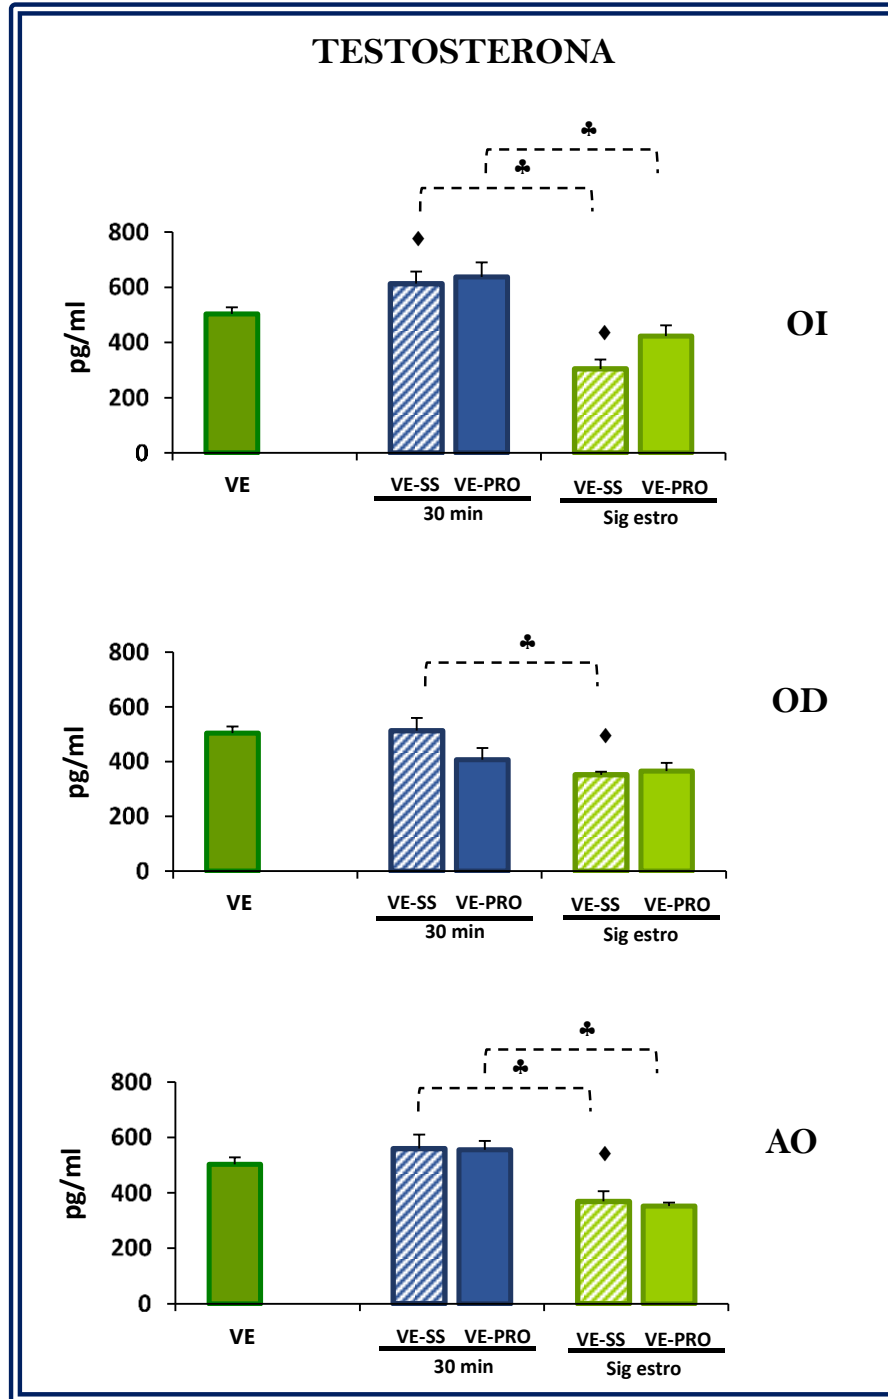 TESTOSTERONA
♣
♣
800
600
400
200
0
pg/ml
♦
♦
OI
VE
VE-SS VE-PRO
VE-SS VE-PRO
30 min
Sig estro
♣
800
600
400
200
0
pg/ml
♦
OD
VE
VE-SS VE-PRO
VE-SS VE-PRO
30 min
Sig estro
♣
♣
800
600
400
200
0
pg/ml
♦
AO
VE
VE-SS VE-PRO
VE-SS VE-PRO
30 min
Sig estro